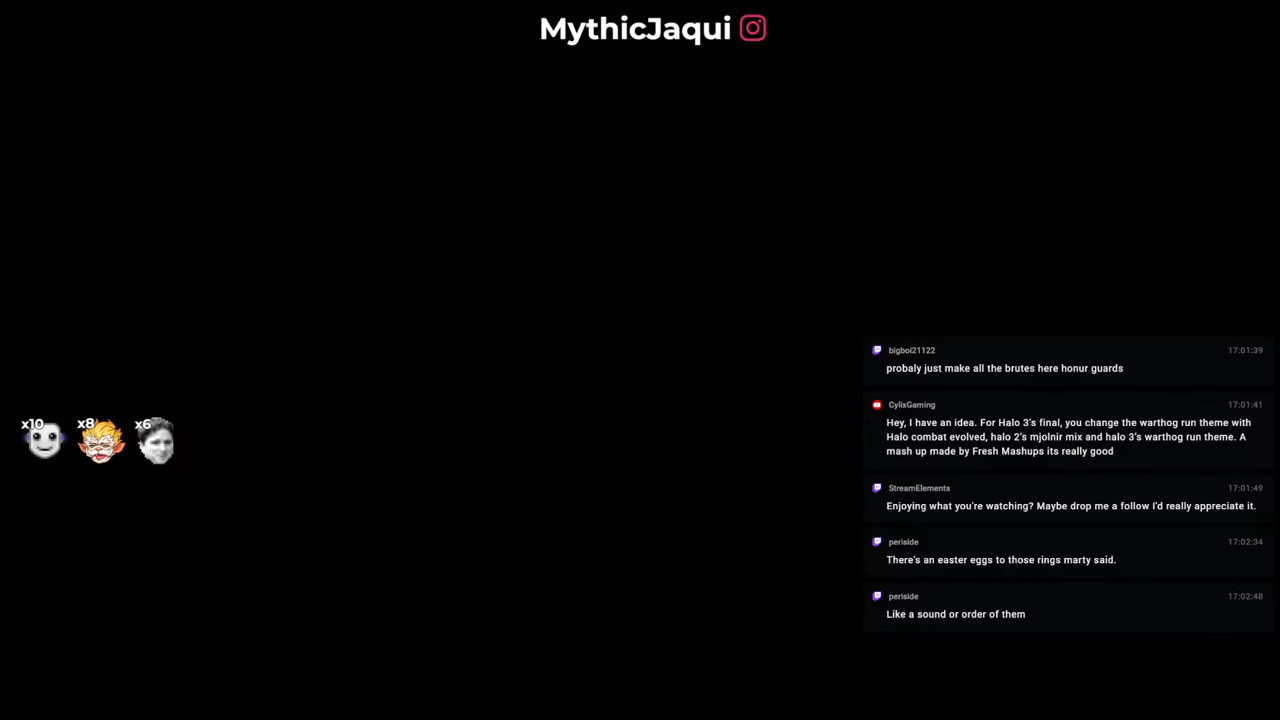 MythicJaqui
bigboi21122 17:01:39
probaly just make all the brutes here honur guards
CylixGaming 17:01:41
Hey, I have an idea. For Halo 3's final, you change the warthog run theme with
Halo combat evolved, halo 2's mjolnir mix and halo 3's warthog run theme. A
mash up made by Fresh Mashups its really good
x10 x8 x6
StreamElements 17:01:49
Enjoying what you're watching? Maybe drop me a follow I'd really appreciate it.
periside 17:02:34
There's an easter eggs to those rings marty said.
periside 17:02:48
Like a sound or order of them